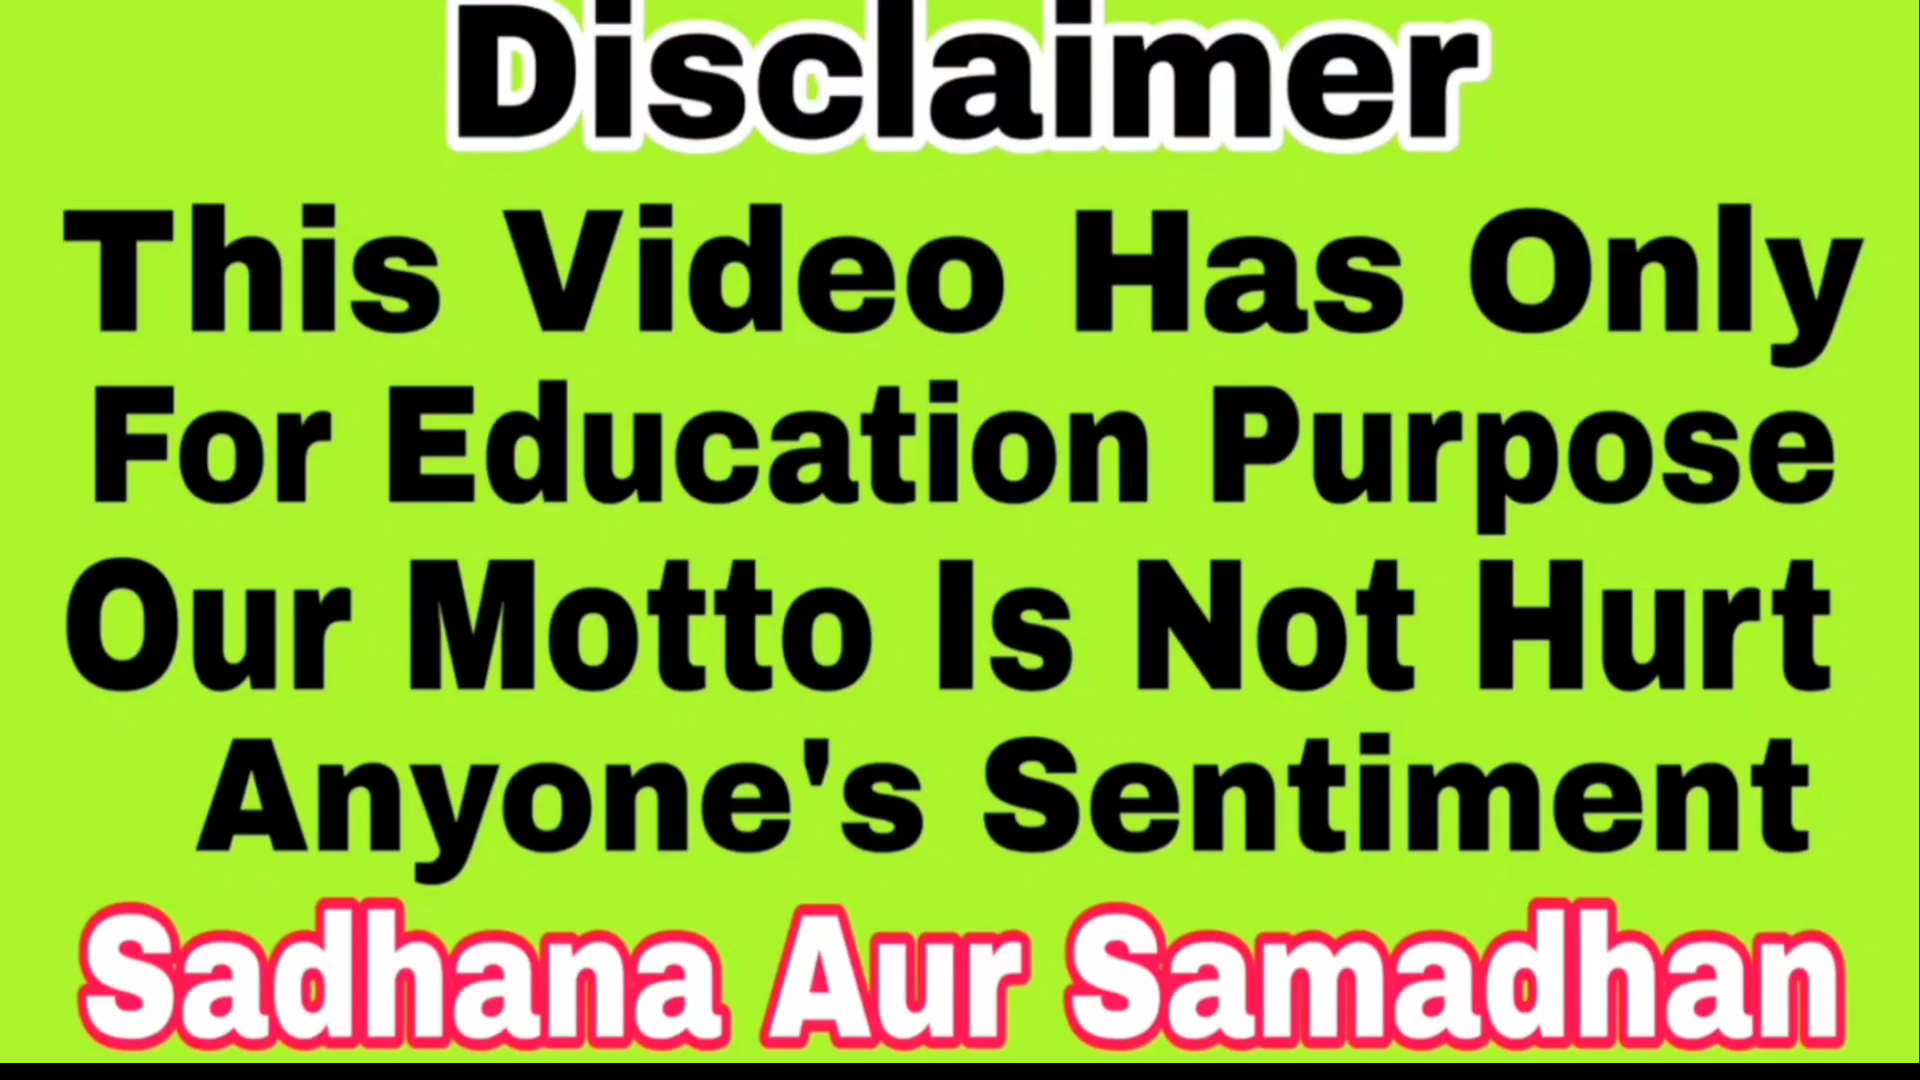 Disclaimer
This Video Has Only
For Education Purpose
Our Motto Is Not Hurt
Anyone's Sentiment
Sadhana Aur Samadhan